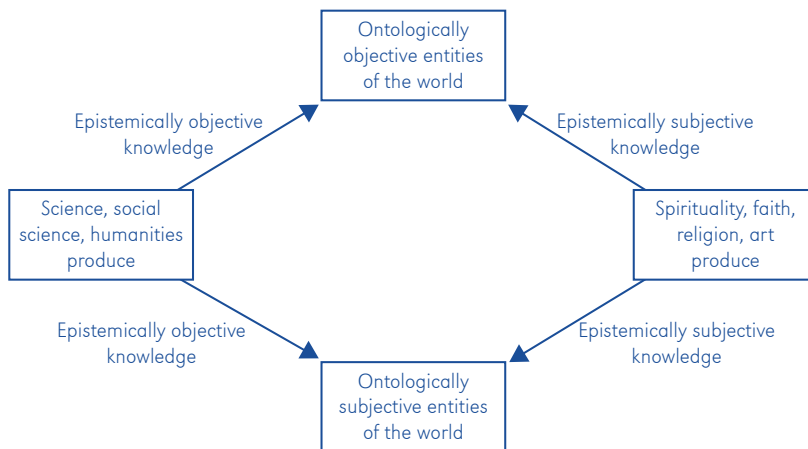 Ontologically
objective entities
of the world
Epistemically objective
knowledge
Epistemically subjective
knowledge
Science, social
science, humanities
produce
Spirituality, faith,
religion, art
produce
Epistemically objective
knowledge
Epistemically subjective
knowledge
Ontologically
subjective entities
of the world